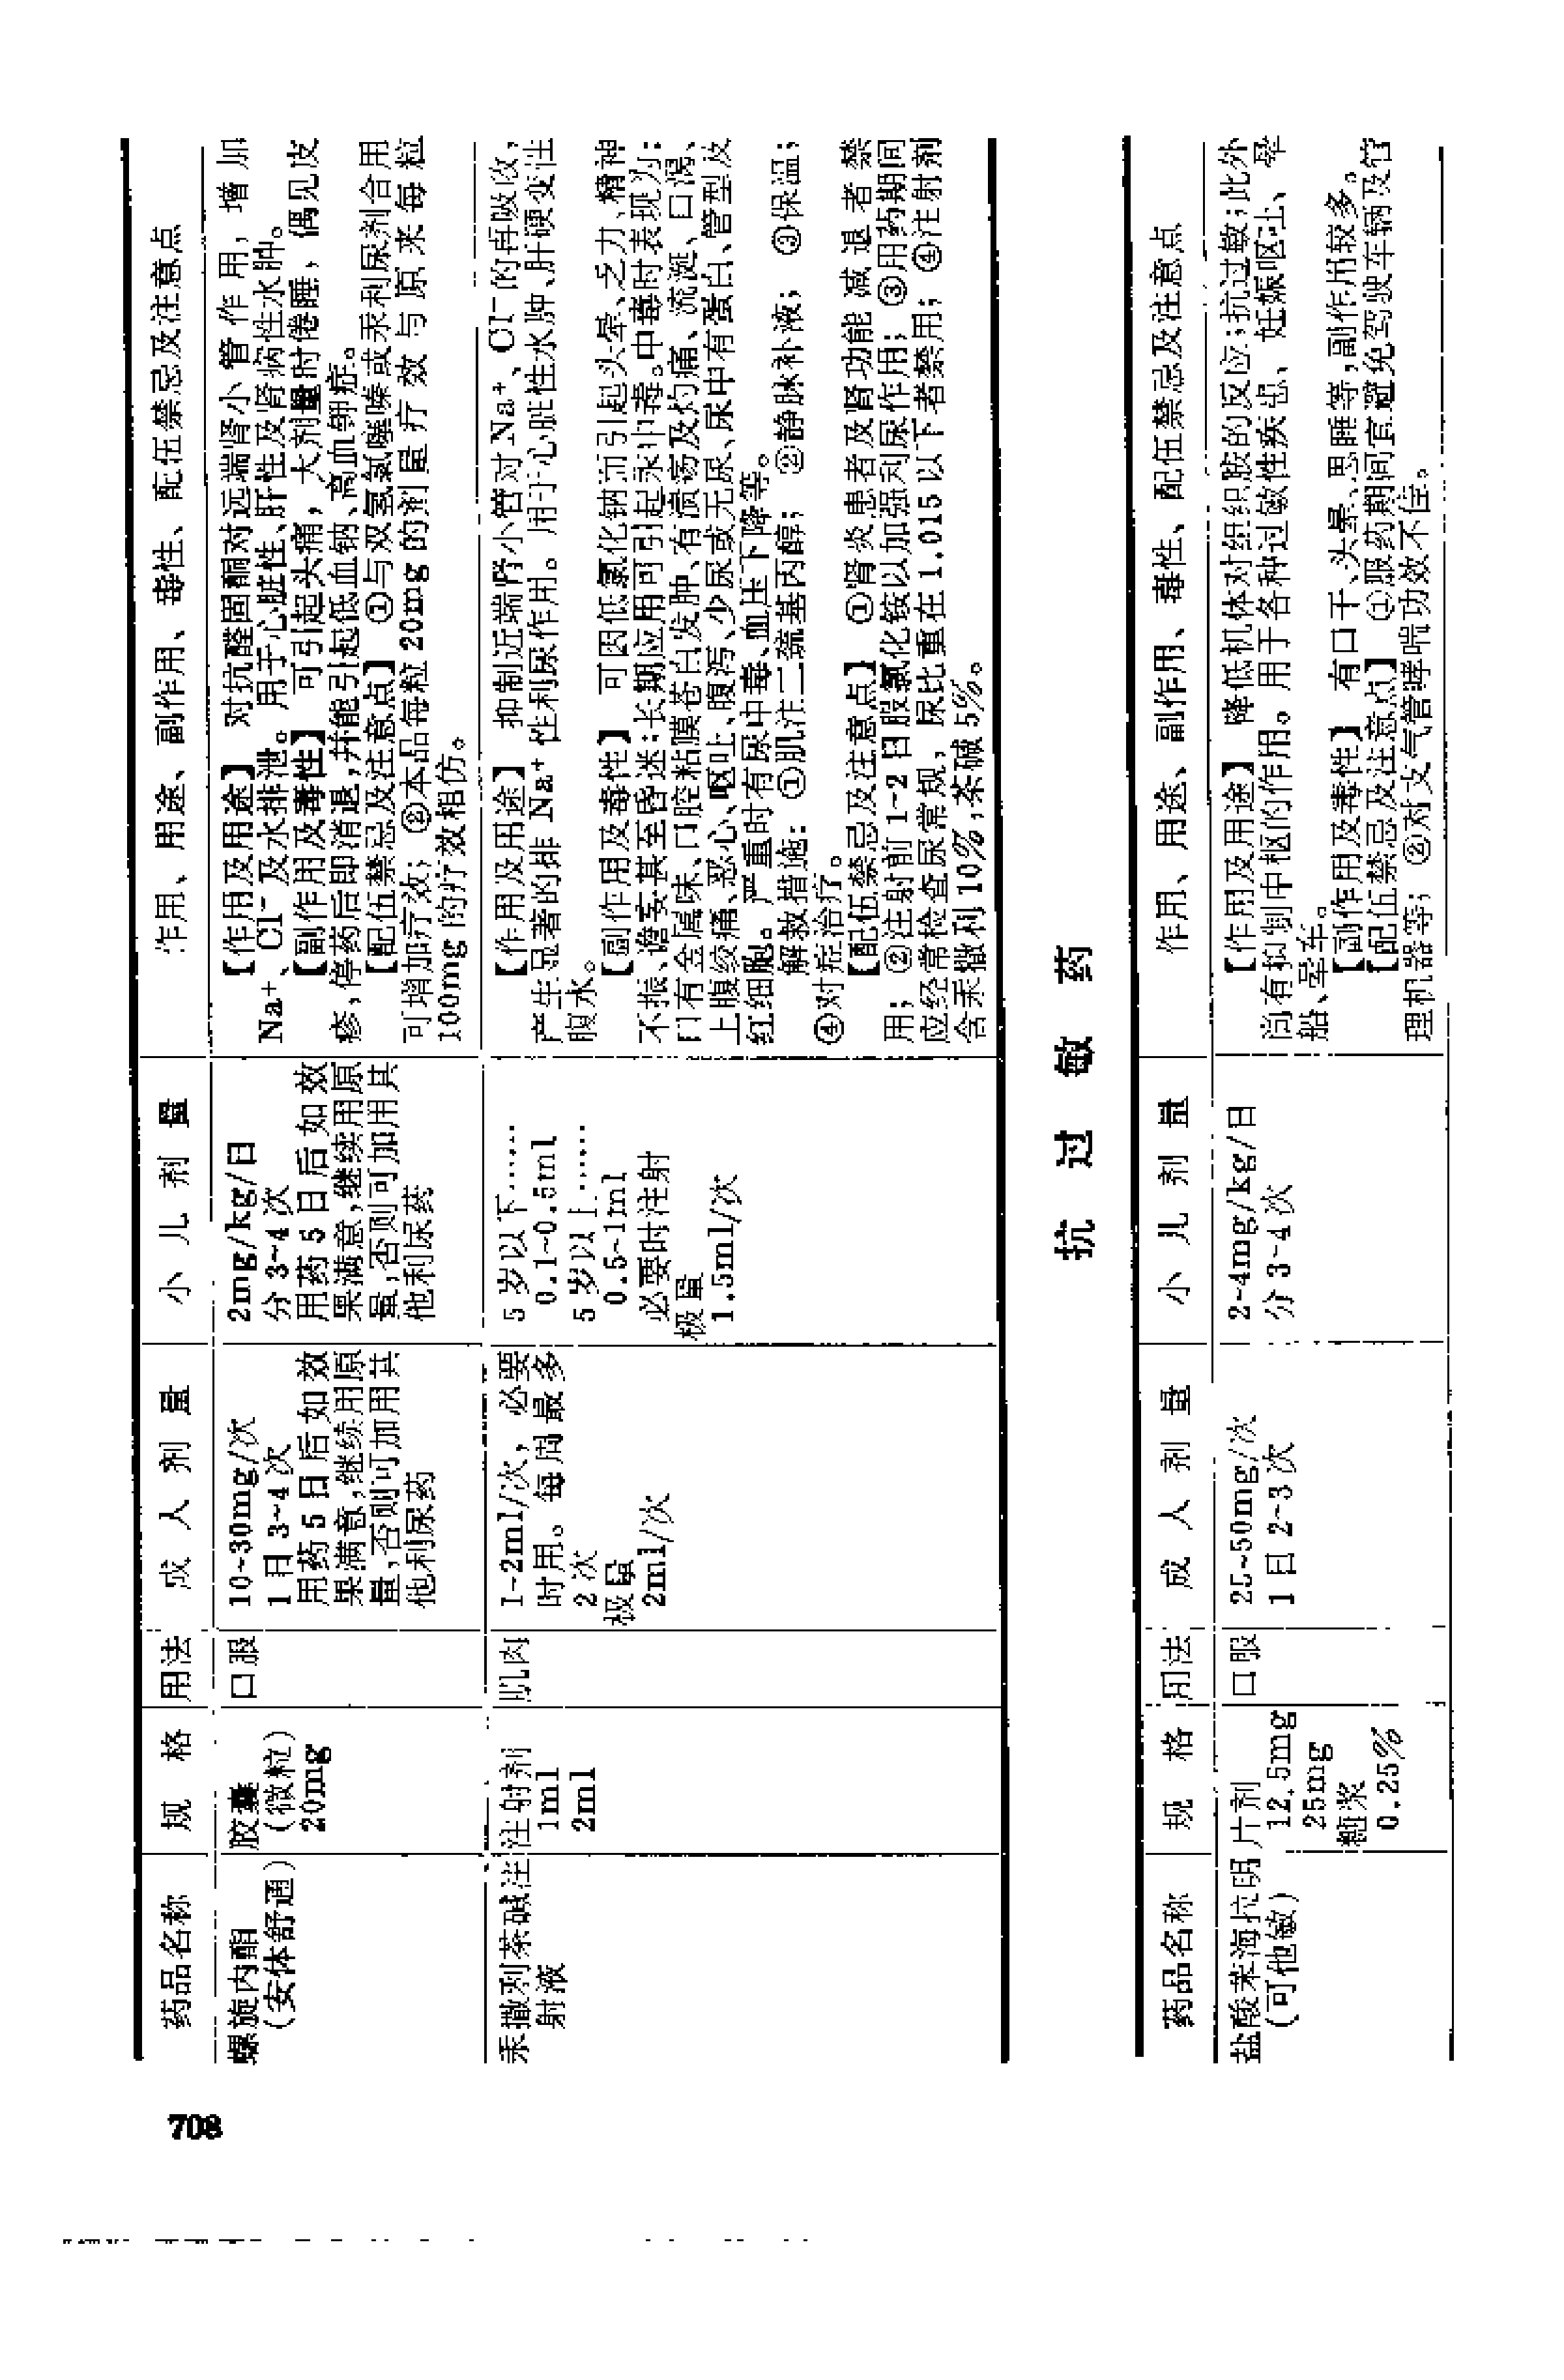 药品名称
规格
用法
成人剂量
小儿剂量
作用、用途、副作用、毒性、配伍禁忌及注意点
螺旋内酯
(安体舒通)
胶囊
(微粒)
20mg
口服
10~30mg/次
1日3~4次
用药5日后如效
果满意,继续用原
量,否则可加用其
他利尿药
2mg/kg/日
分3~4次
用药5日后如效
果满意,继续用原
量,否则可加用其
他利尿药
【作用及用途】 对抗醛固酮对远端肾小管作用,增加
Na⁺、Cl⁻及水排泄。用于心脏性、肝性及肾病性水肿。
【副作用及毒性】 可引起头痛,大剂量时倦睡,偶见皮
疹,停药后即消退,并能引起低血钠、高血钾症。
【配伍禁忌及注意点】 ①与双氢氯噻嗪或汞利尿剂合用
可增加疗效; ②本品每粒20mg的剂量疗效与原来每粒
100mg的疗效相仿。
汞撒利茶碱注
射液
注射剂
1ml
2ml
肌肉
1~2ml/次,必要
时用。每周最多
2次
极量
2ml/次
5岁以下……
0.1~0.5ml
5岁以上……
0.5~1ml
必要时注射
极量
1.5ml/次
【作用及用途】 抑制近端肾小管对Na⁺、Cl⁻的再吸收,
产生显著的排Na⁺性利尿作用。用于心脏性水肿、肝硬变性
腹水。
【副作用及毒性】 可因低氯化钠而引起头晕、乏力、精神
不振、谵妄甚至昏迷;长期应用可引起汞中毒。中毒时表现为:
口有金属味、口腔粘膜苍白发肿、有溃疡及灼痛、流涎、口渴、
上腹绞痛、恶心、呕吐、腹泻、少尿或无尿、尿中有蛋白、管型及
红细胞。严重时有尿中毒、血压下降等。
解救措施: ①肌注二巯基丙醇; ②静脉补液; ③保温;
④对症治疗。
【配伍禁忌及注意点】 ①肾炎患者及肾功能减退者禁
用; ②注射前1~2日服氯化铵以加强利尿作用; ③用药期间
应经常检查尿常规,尿比重在1.015以下者禁用; ④注射剂
含汞撒利10%,茶碱5%。
抗过敏药
药品名称
规格
用法
成人剂量
小儿剂量
作用、用途、副作用、毒性、配伍禁忌及注意点
盐酸苯海拉明
(可他敏)
片剂
12.5mg
25mg
糖浆
0.25%
口服
25~50mg/次
1日2~3次
2~4mg/kg/日
分3~4次
【作用及用途】 降低机体对组织胺的反应;抗过敏;此外
尚有抑制中枢的作用。用于各种过敏性疾患、妊娠呕吐、晕
船、晕车。
【副作用及毒性】 有口干、头晕、思睡等,副作用较多。
【配伍禁忌及注意点】 ①服药期间宜避免驾驶车辆及管
理机器等; ②对支气管哮喘功效不佳。
708